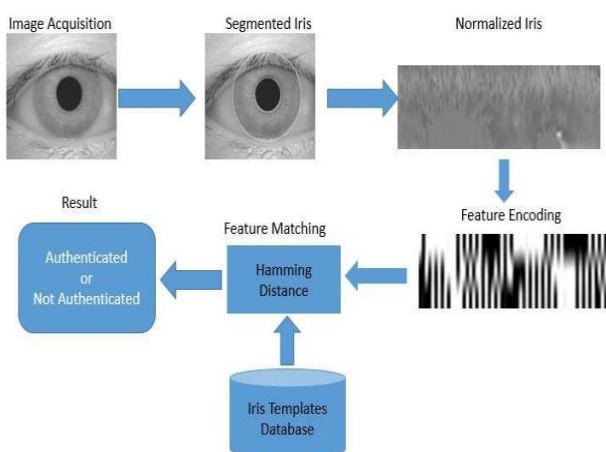 Image Acquisition
Segmented Iris
Normalized Iris
Feature Encoding
Feature Matching
Hamming
Distance
Result
Authenticated
or
Not Authenticated
Iris Templates
Database